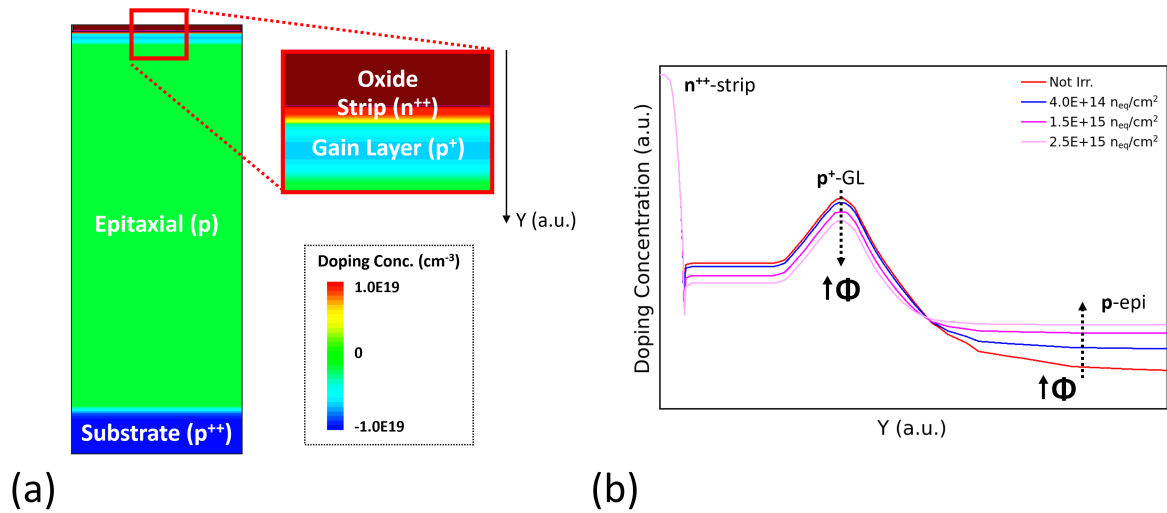 Oxide
Strip (n⁺⁺)
Gain Layer (p⁺)
Y (a.u.)
Epitaxial (p)
Substrate (p⁺⁺)
Doping Conc. (cm⁻³)
1.0E19
0
-1.0E19
(a)
n⁺⁺-strip
Not Irr.
4.0E+14 n_eq/cm²
1.5E+15 n_eq/cm²
2.5E+15 n_eq/cm²
p⁺-GL
Φ
p-epi
Φ
Doping Concentration (a.u.)
Y (a.u.)
(b)